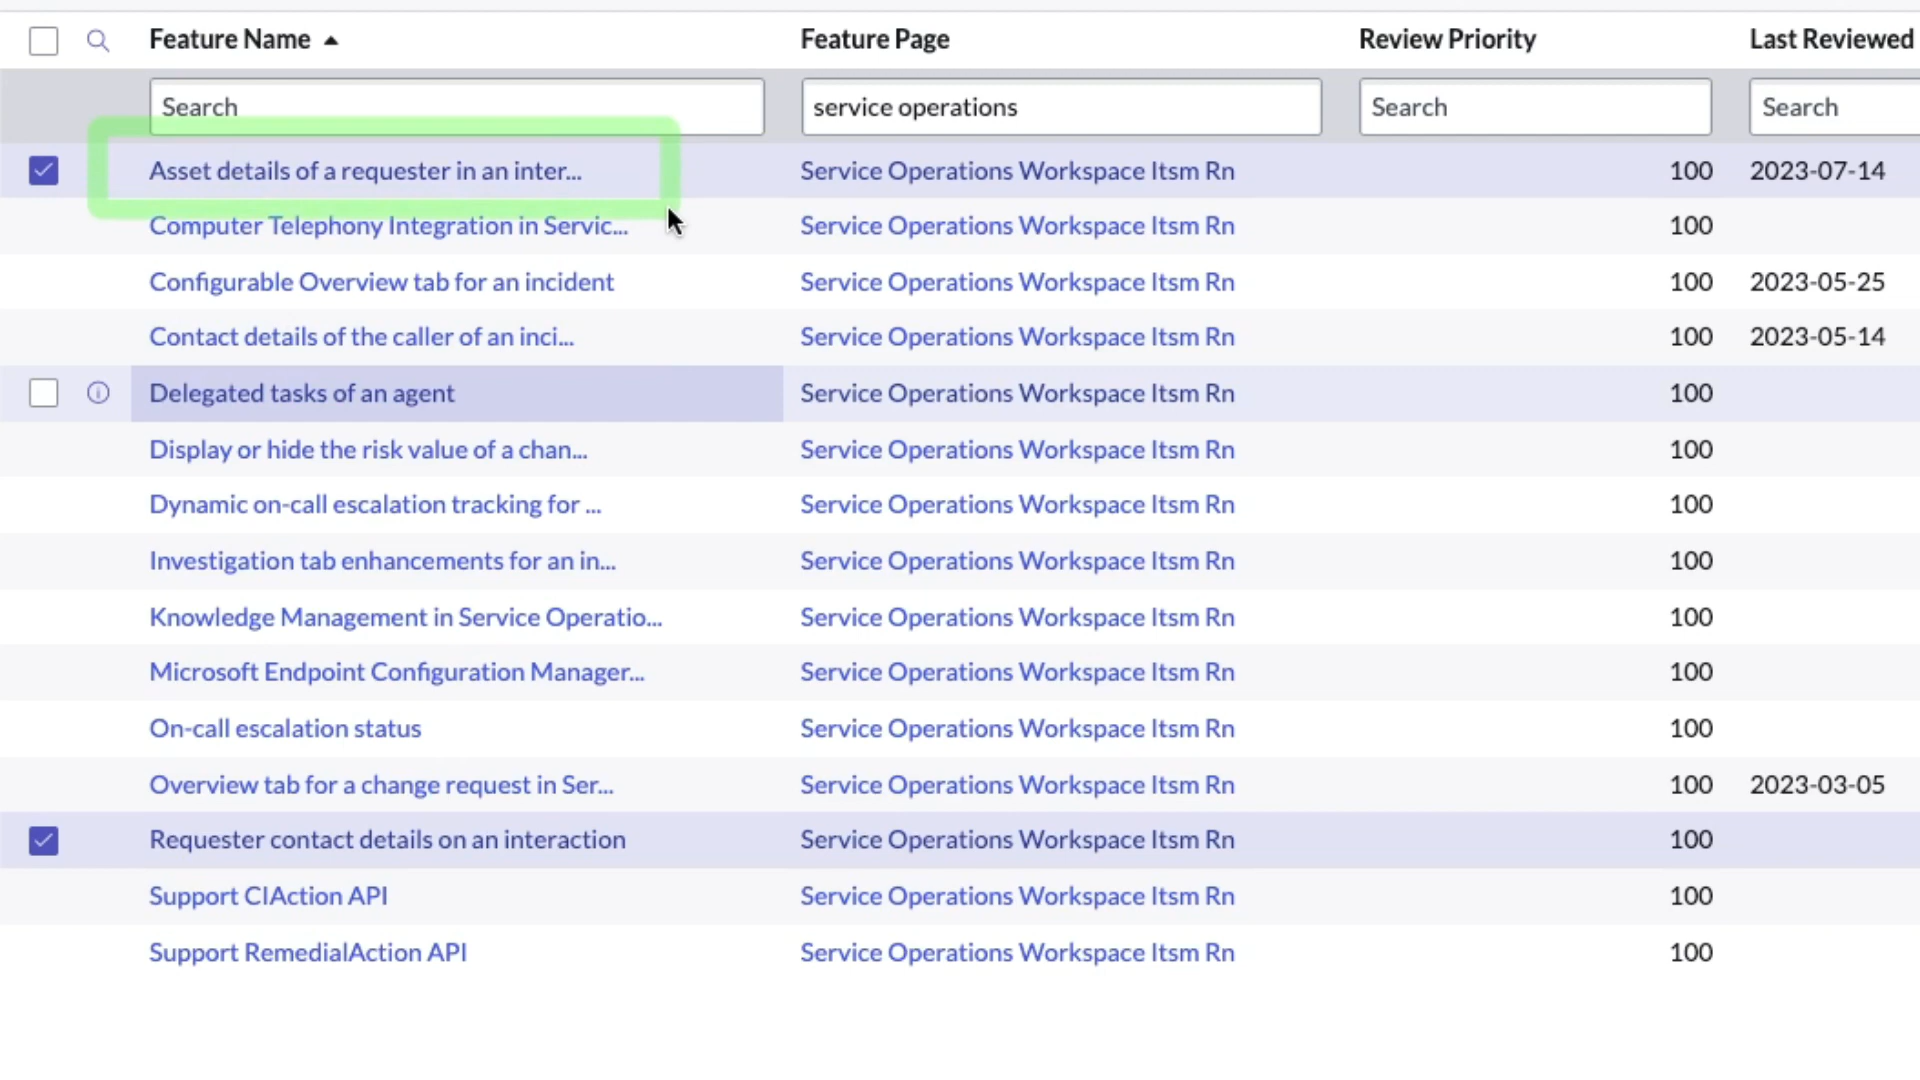 Feature Name ▲ Feature Page Review Priority Last Reviewed
Search service operations Search Search
Asset details of a requester in an inter... Service Operations Workspace Itsm Rn 100 2023-07-14
Computer Telephony Integration in Servic... Service Operations Workspace Itsm Rn 100
Configurable Overview tab for an incident Service Operations Workspace Itsm Rn 100 2023-05-25
Contact details of the caller of an inci... Service Operations Workspace Itsm Rn 100 2023-05-14
Delegated tasks of an agent Service Operations Workspace Itsm Rn 100
Display or hide the risk value of a chan... Service Operations Workspace Itsm Rn 100
Dynamic on-call escalation tracking for ... Service Operations Workspace Itsm Rn 100
Investigation tab enhancements for an in... Service Operations Workspace Itsm Rn 100
Knowledge Management in Service Operatio... Service Operations Workspace Itsm Rn 100
Microsoft Endpoint Configuration Manager... Service Operations Workspace Itsm Rn 100
On-call escalation status Service Operations Workspace Itsm Rn 100
Overview tab for a change request in Ser... Service Operations Workspace Itsm Rn 100 2023-03-05
Requester contact details on an interaction Service Operations Workspace Itsm Rn 100
Support CIAction API Service Operations Workspace Itsm Rn 100
Support RemedialAction API Service Operations Workspace Itsm Rn 100